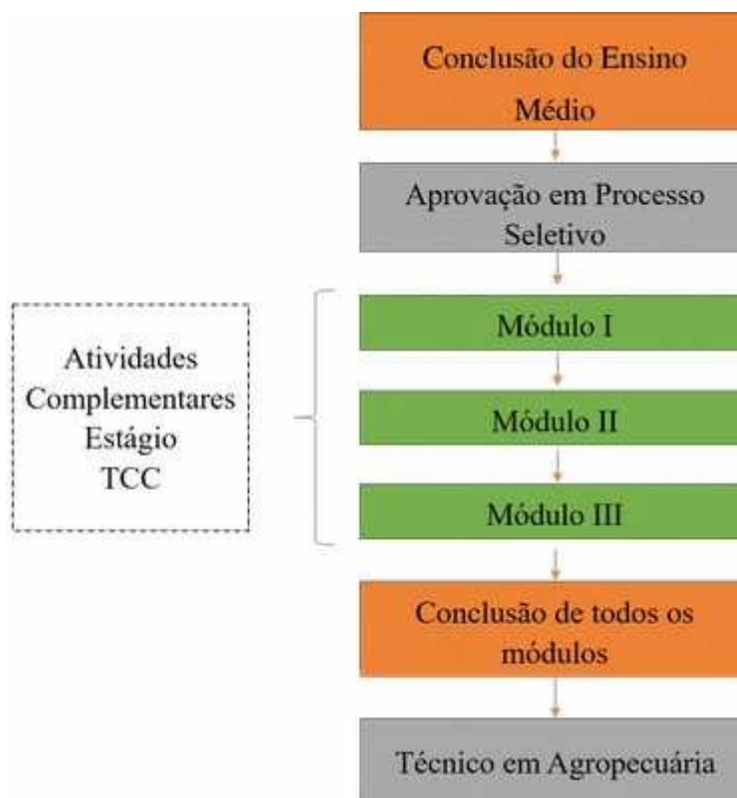 Conclusão do Ensino
Médio
Aprovação em Processo
Seletivo
Módulo I
Atividades
Complementares
Estágio
TCC
Módulo II
Módulo III
Conclusão de todos os
módulos
Técnico em Agropecuária